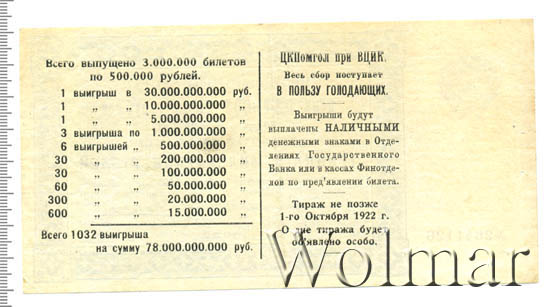 Всего выпущено 3.000.000 билетов
по 500.000 рублей.
1 выигрыш в 30.000.000.000 руб.
1 „ „ 10.000.000.000 „
1 „ „ 5.000.000.000 „
3 выигрыша по 1.000.000.000 „
6 выигрышей „ 500.000.000 „
30 „ „ 200.000.000 „
30 „ „ 100.000.000 „
60 „ „ 50.000.000 „
300 „ „ 20.000.000 „
600 „ „ 15.000.000 „
Всего 1032 выигрыша
на сумму 78.000.000.000 руб.
ЦКПомгол при ВЦИК.
Весь сбор поступает
В ПОЛЬЗУ ГОЛОДАЮЩИХ.
Выигрыши будут
выплачены НАЛИЧНЫМИ
денежными знаками в Отде-
лениях Государственного
Банка или в кассах Финотде-
лов по пред'явлении билета.
Тираж не позже
1-го Октября 1922 г.
О дне тиража будет
об'явлено особо.
Wolmar